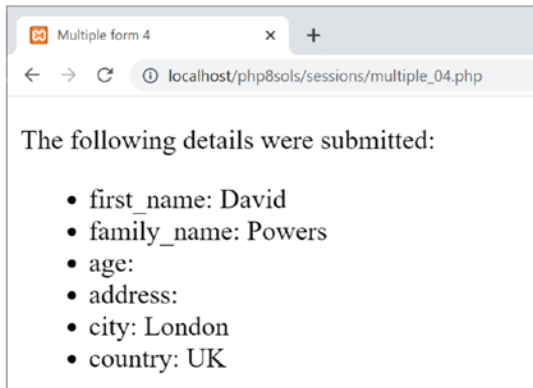 Multiple form 4
localhost/php8sols/sessions/multiple_04.php
The following details were submitted:
• first_name: David
• family_name: Powers
• age:
• address:
• city: London
• country: UK